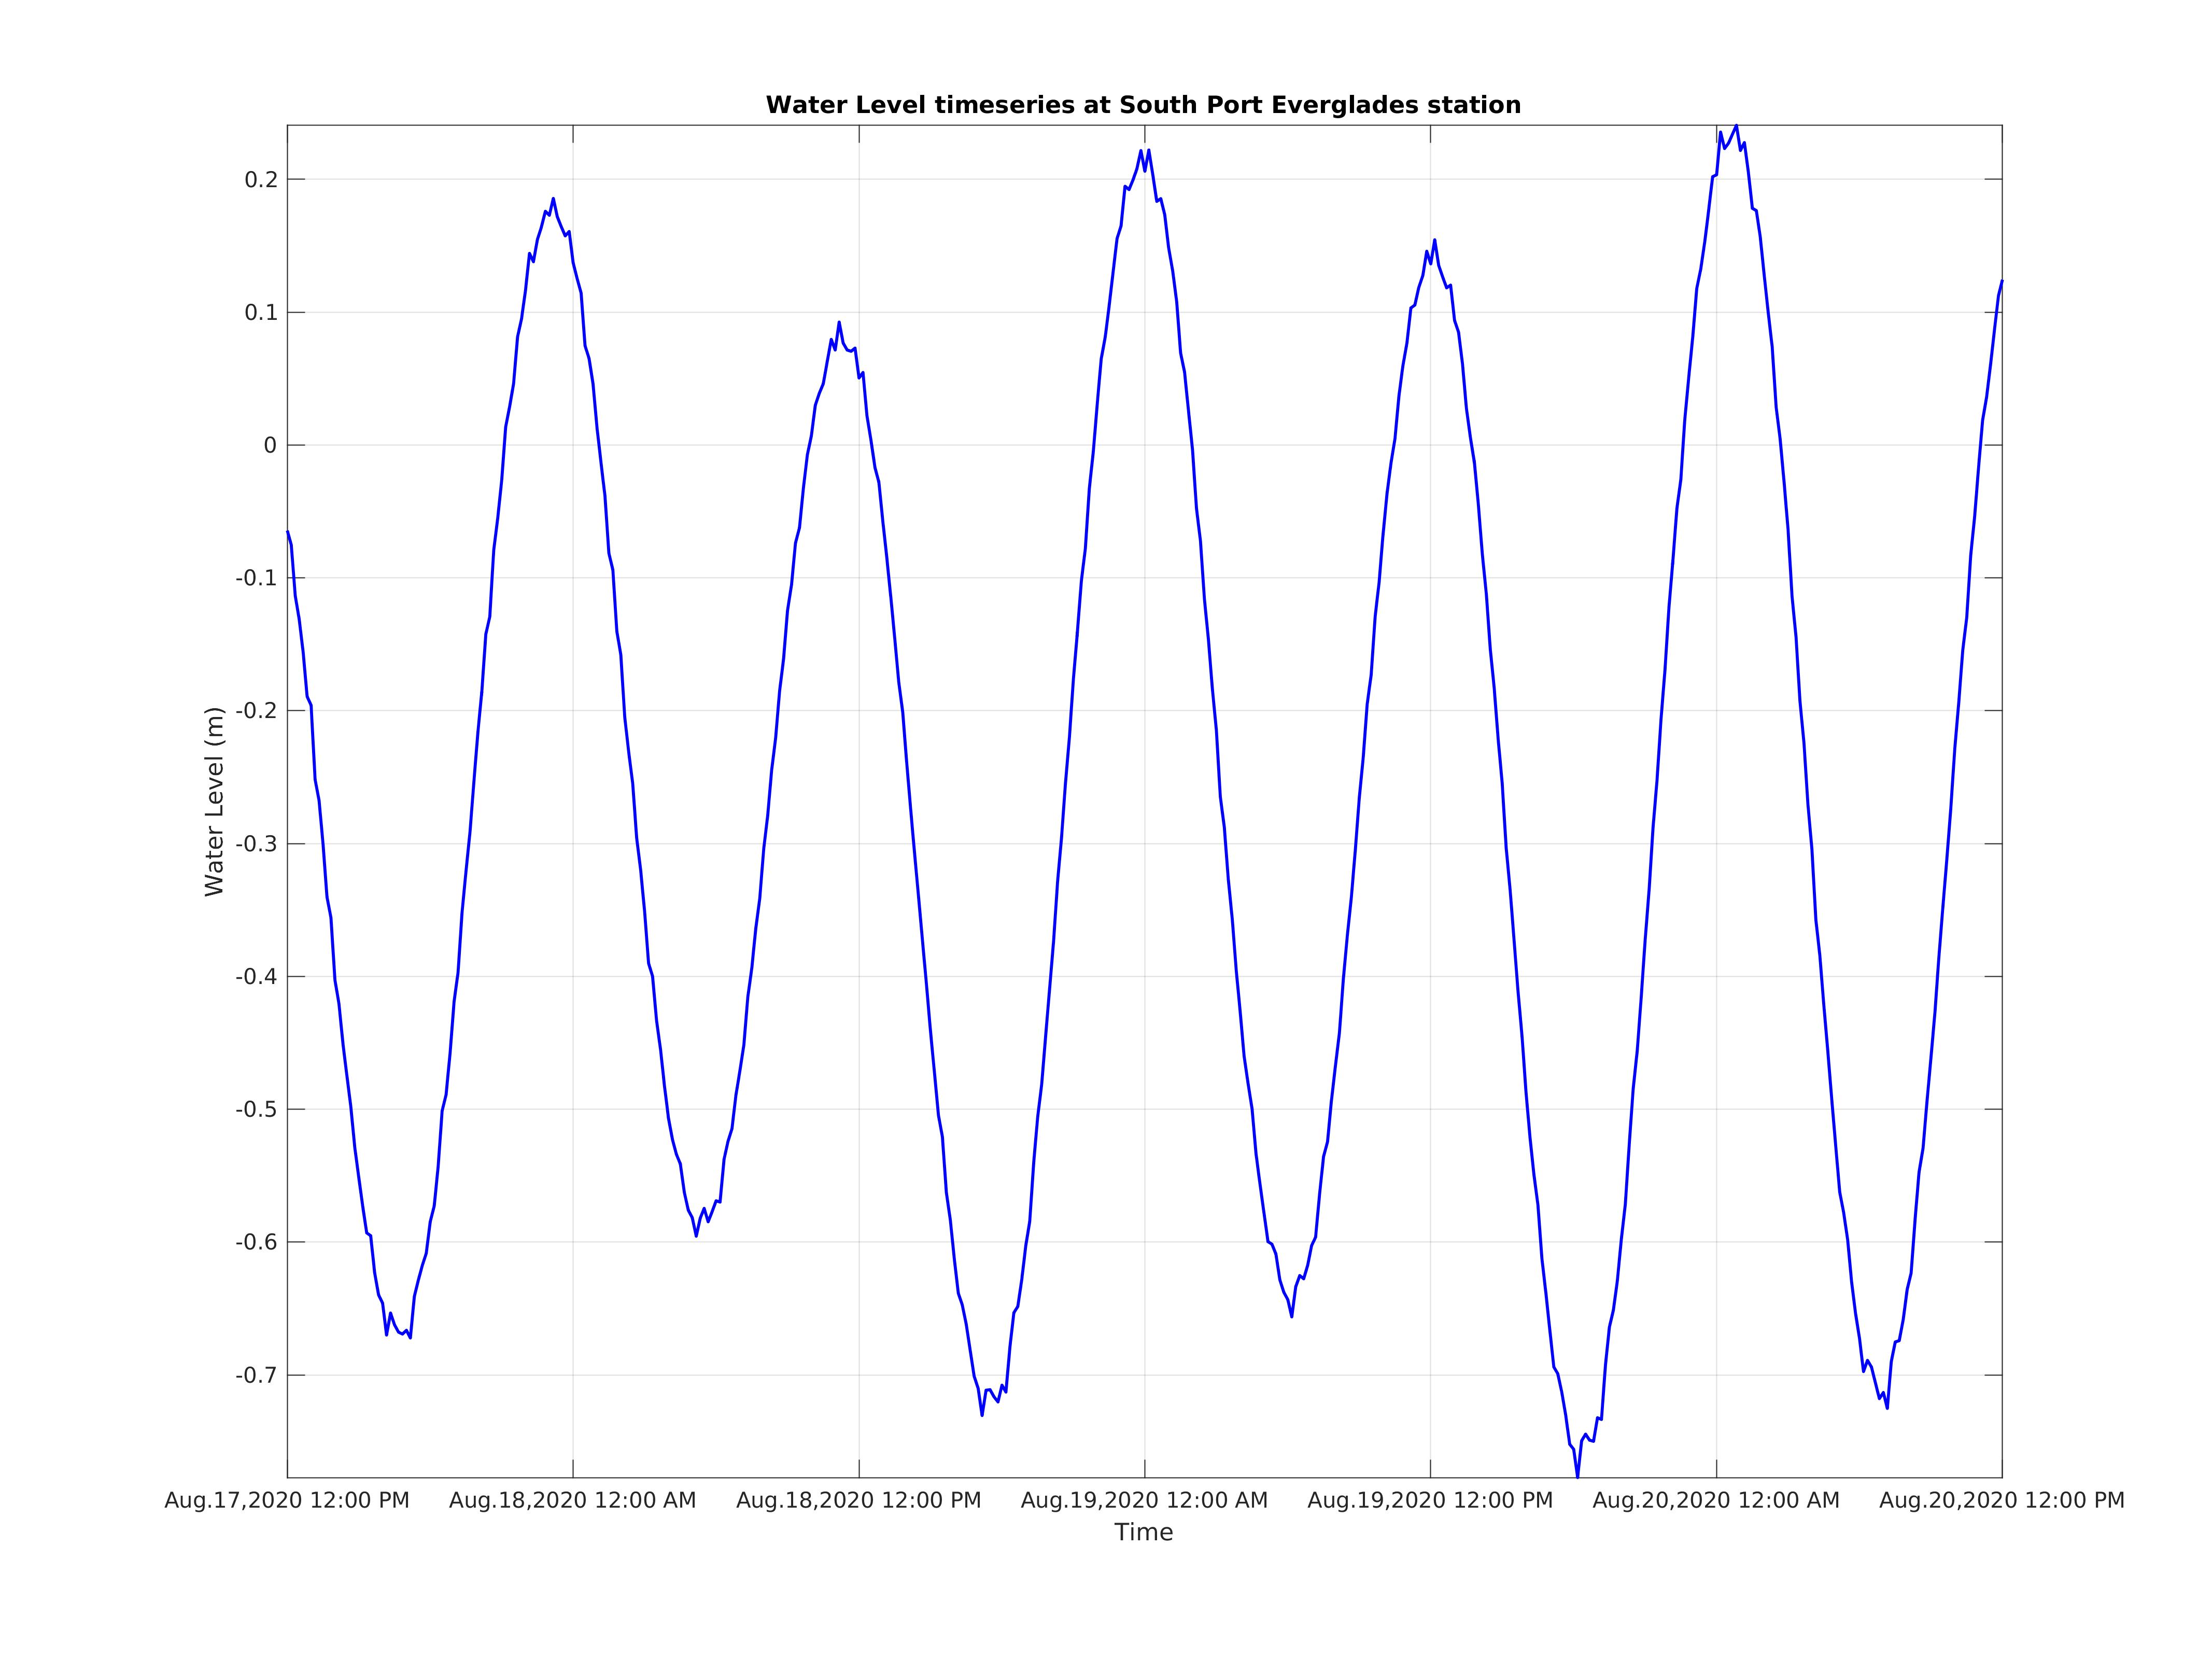 Water Level timeseries at South Port Everglades station
0.2
0.1
0
-0.1
-0.2
-0.3
-0.4
-0.5
-0.6
-0.7
Water Level (m)
Aug.17,2020 12:00 PM Aug.18,2020 12:00 AM Aug.18,2020 12:00 PM Aug.19,2020 12:00 AM Aug.19,2020 12:00 PM Aug.20,2020 12:00 AM Aug.20,2020 12:00 PM
Time